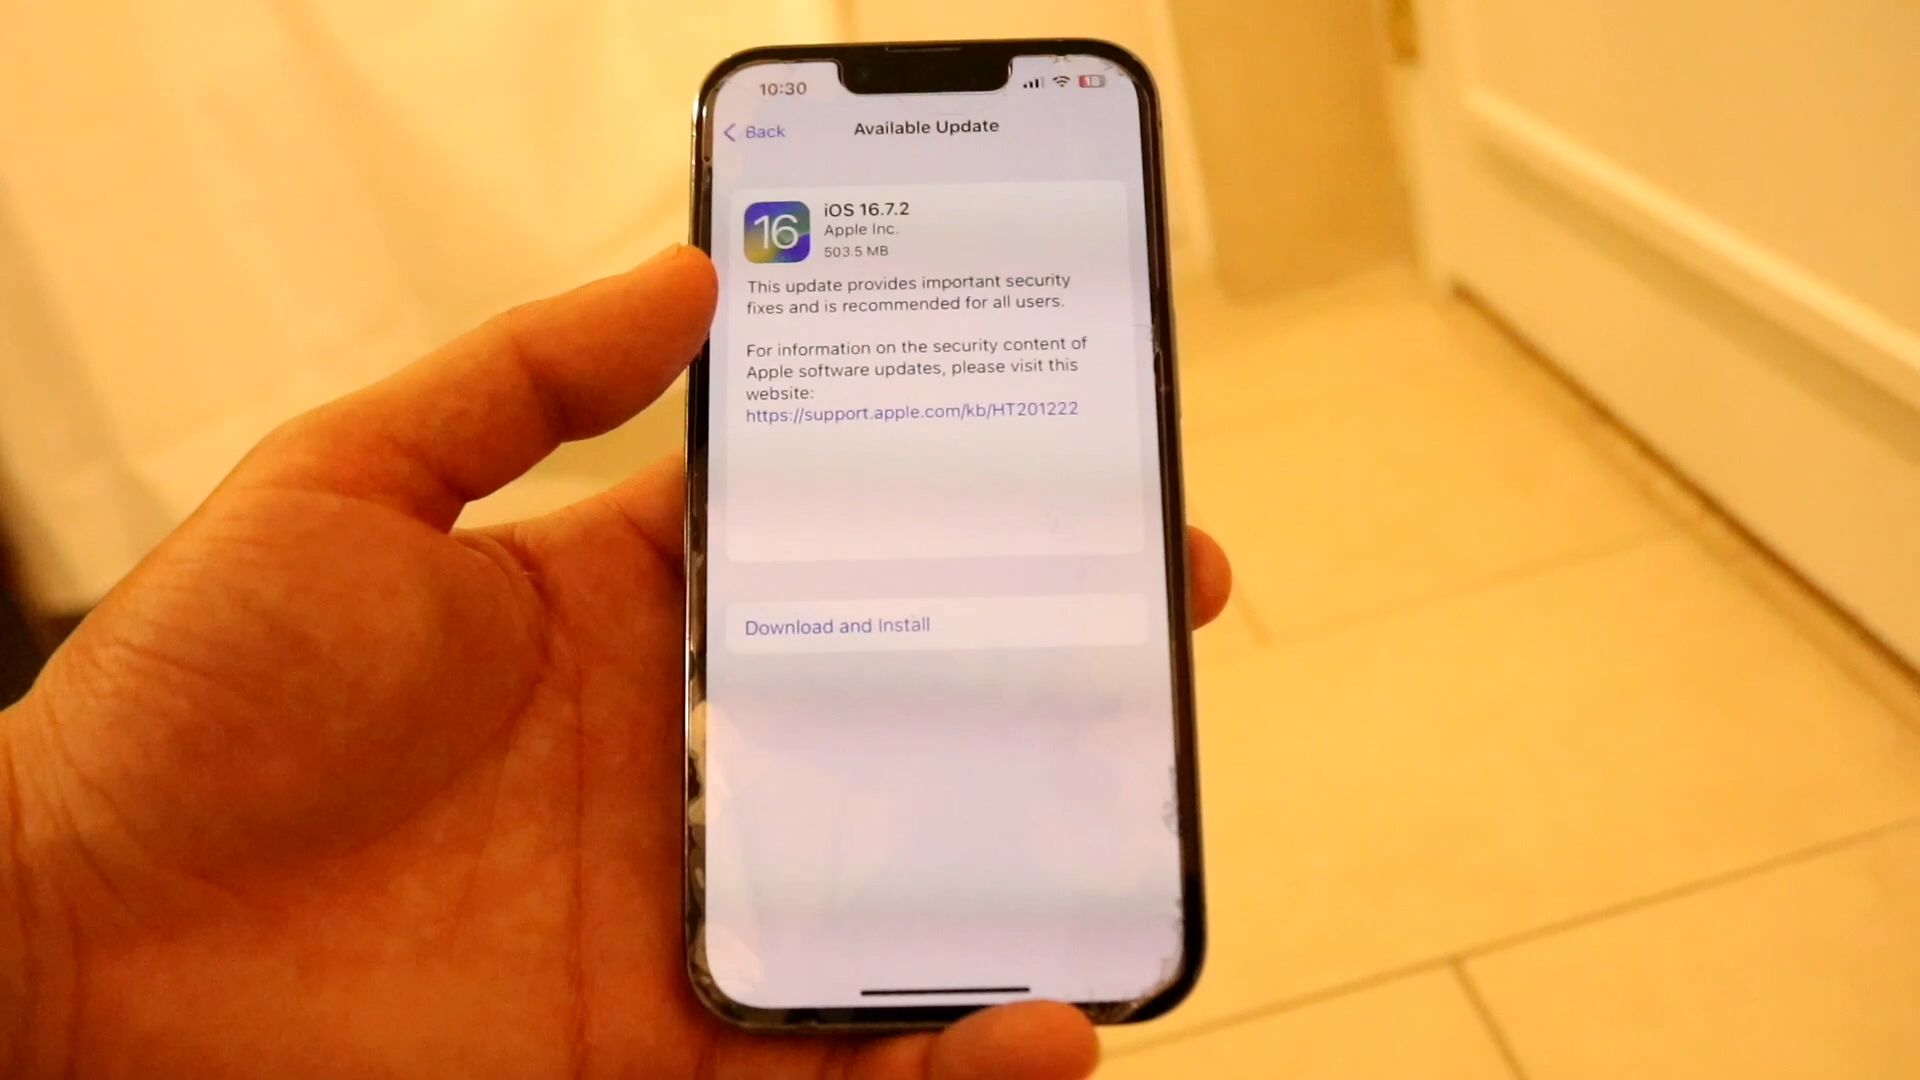 10:30
18
Back
Available Update
16
iOS 16.7.2
Apple Inc.
503.5 MB
This update provides important security
fixes and is recommended for all users.
For information on the security content of
Apple software updates, please visit this
website:
https://support.apple.com/kb/HT201222
Download and Install